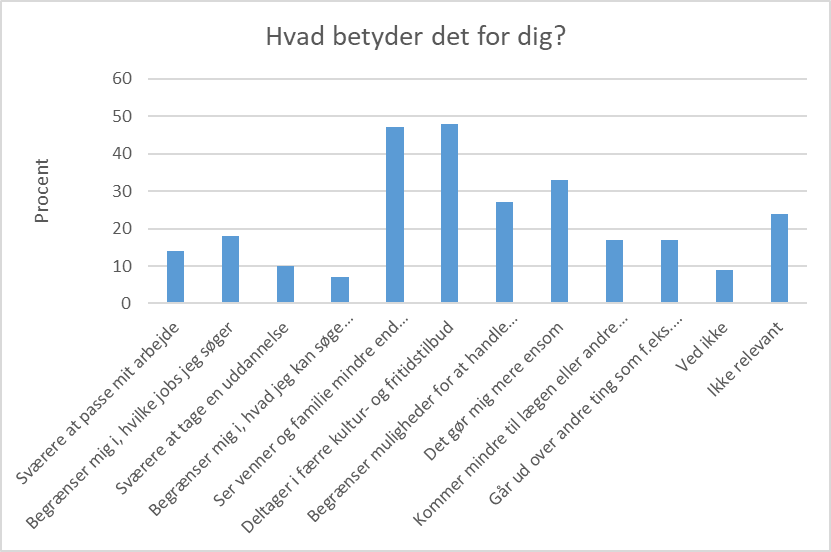 Hvad betyder det for dig?
Procent
60
50
40
30
20
10
0
Sværere at passe mit arbejde
Begrænser mig i, hvilke jobs jeg søger
Sværere at tage en uddannelse
Begrænser mig i, hvad jeg kan søge…
Ser venner og familie mindre end…
Deltager i færre kultur- og fritidstilbud
Begrænser muligheder for at handle…
Det gør mig mere ensom
Kommer mindre til lægen eller andre…
Går ud over andre ting som f.eks.…
Ved ikke
Ikke relevant